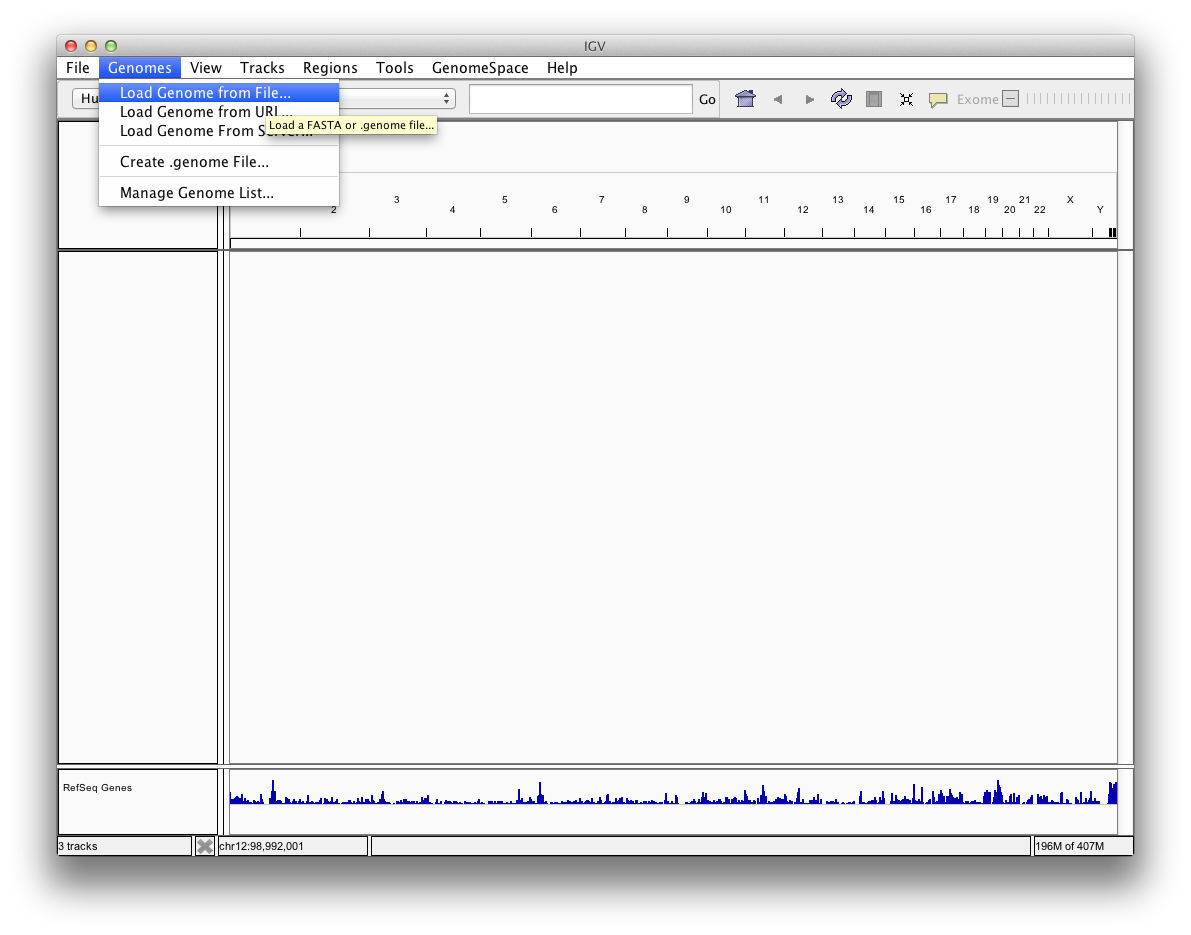 IGV
File Genomes View Tracks Regions Tools GenomeSpace Help
Hu Go Exome
Load Genome from File...
Load Genome from URL...
Load a FASTA or .genome file...
Load Genome From Server...
Create .genome File...
Manage Genome List...
2 3 4 5 6 7 8 9 10 11 12 13 14 15 16 17 18 19 20 21 22 X Y
RefSeq Genes
3 tracks chr12:98,992,001 196M of 407M